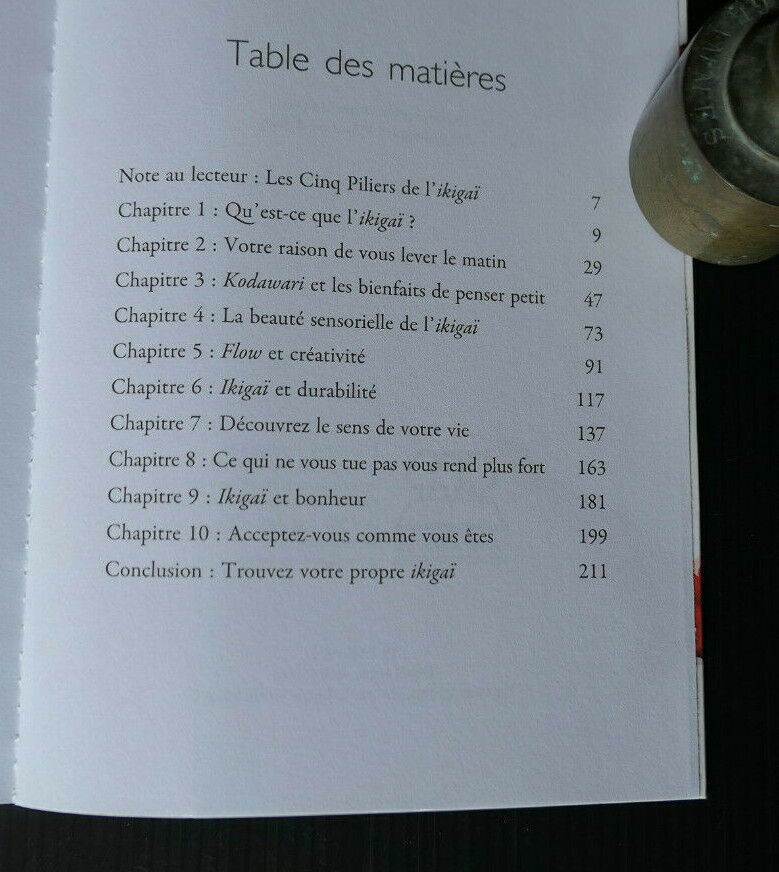 Table des matières
Note au lecteur : Les Cinq Piliers de l'ikigaï 7
Chapitre 1 : Qu'est-ce que l'ikigaï ? 9
Chapitre 2 : Votre raison de vous lever le matin 29
Chapitre 3 : Kodawari et les bienfaits de penser petit 47
Chapitre 4 : La beauté sensorielle de l'ikigaï 73
Chapitre 5 : Flow et créativité 91
Chapitre 6 : Ikigaï et durabilité 117
Chapitre 7 : Découvrez le sens de votre vie 137
Chapitre 8 : Ce qui ne vous tue pas vous rend plus fort 163
Chapitre 9 : Ikigaï et bonheur 181
Chapitre 10 : Acceptez-vous comme vous êtes 199
Conclusion : Trouvez votre propre ikigaï 211